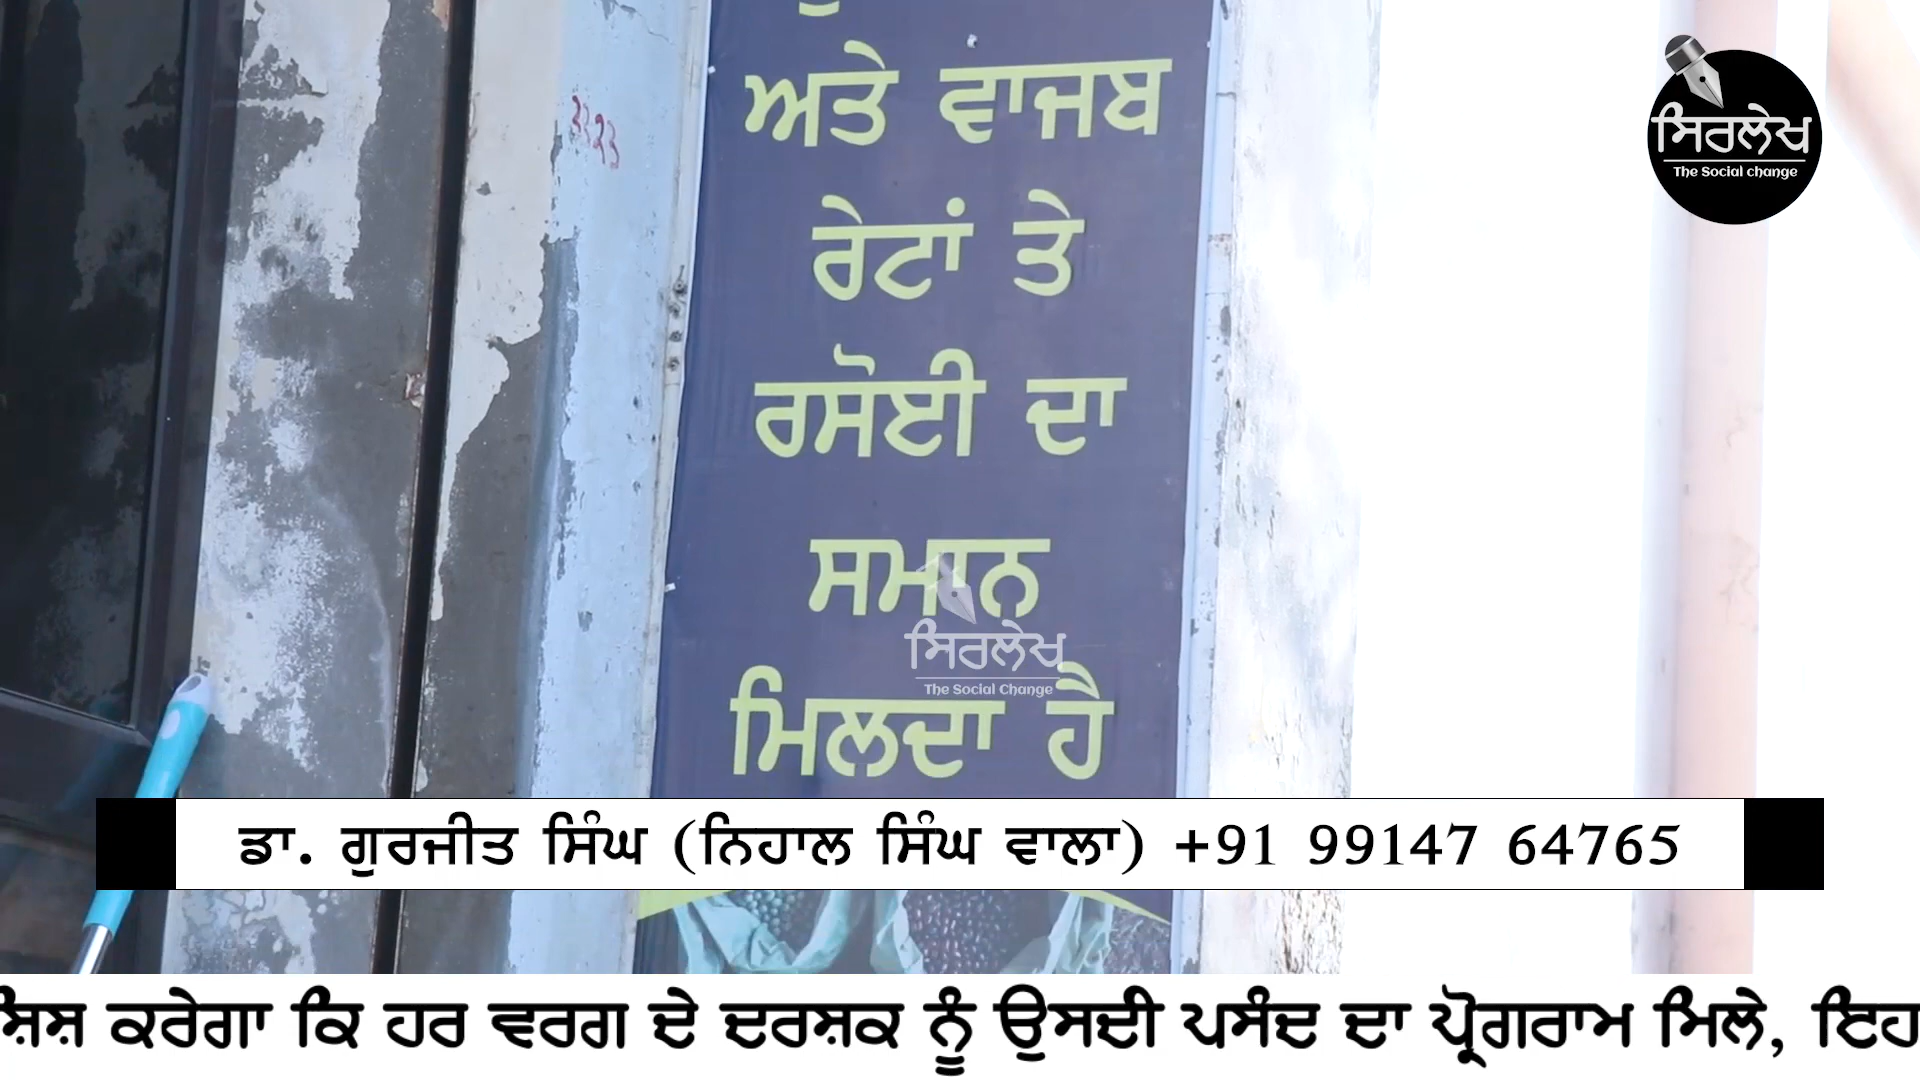 ਅਤੇ ਵਾਜਬ
ਰੇਟਾਂ ਤੇ
ਰਸੋਈ ਦਾ
ਸਮਾਨ
ਮਿਲਦਾ ਹੈ
3323
ਸਿਰਲੇਖ
The Social change
ਸਿਰਲੇਖ
The Social Change
ਡਾ. ਗੁਰਜੀਤ ਸਿੰਘ (ਨਿਹਾਲ ਸਿੰਘ ਵਾਲਾ) +91 99147 64765
ਕਰੇਗਾ ਕਿ ਹਰ ਵਰਗ ਦੇ ਦਰਸ਼ਕ ਨੂੰ ਉਸਦੀ ਪਸੰਦ ਦਾ ਪ੍ਰੋਗਰਾਮ ਮਿਲੇ, ਇਹ